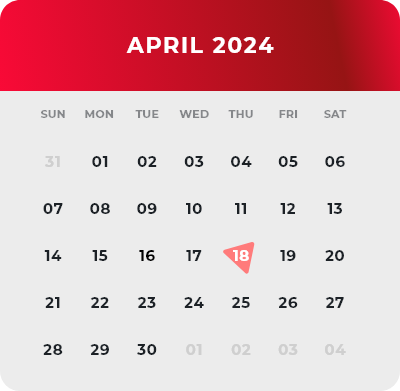 APRIL 2024
SUN MON TUE WED THU FRI SAT
31 01 02 03 04 05 06
07 08 09 10 11 12 13
14 15 16 17 18 19 20
21 22 23 24 25 26 27
28 29 30 01 02 03 04